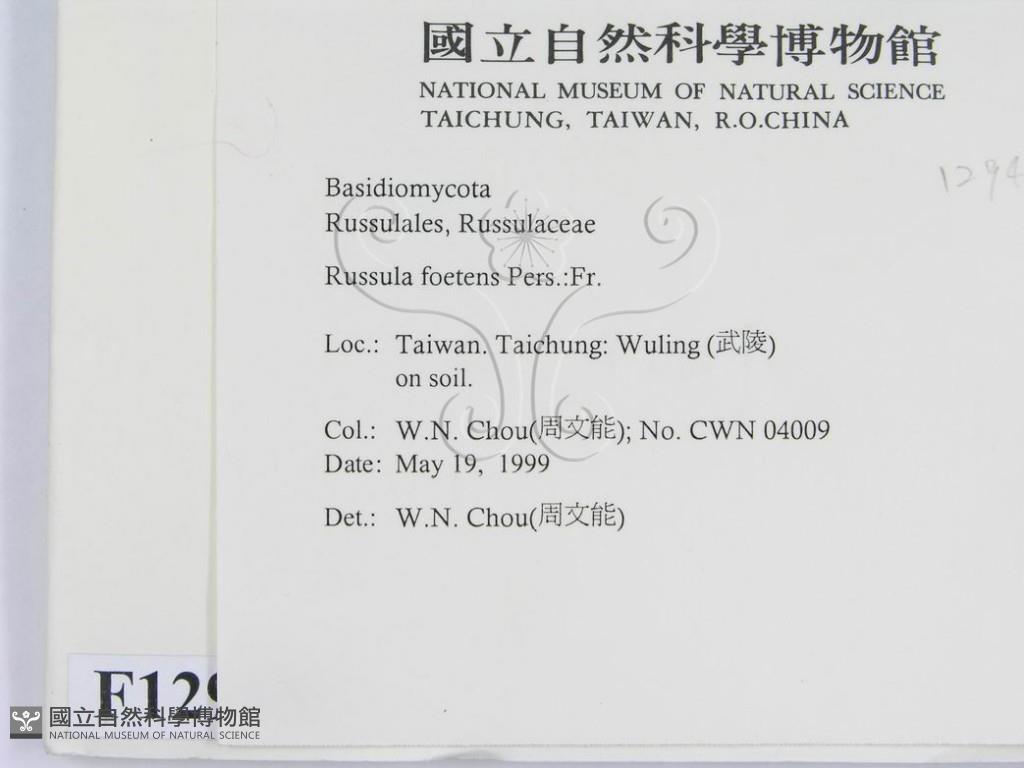 國立自然科學博物館
NATIONAL MUSEUM OF NATURAL SCIENCE
TAICHUNG, TAIWAN, R.O.CHINA
1294
Basidiomycota
Russulales, Russulaceae
Russula foetens Pers.:Fr.
Loc.: Taiwan. Taichung: Wuling (武陵)
on soil.
Col.: W.N. Chou(周文能); No. CWN 04009
Date: May 19, 1999
Det.: W.N. Chou(周文能)
F129
國立自然科學博物館
NATIONAL MUSEUM OF NATURAL SCIENCE